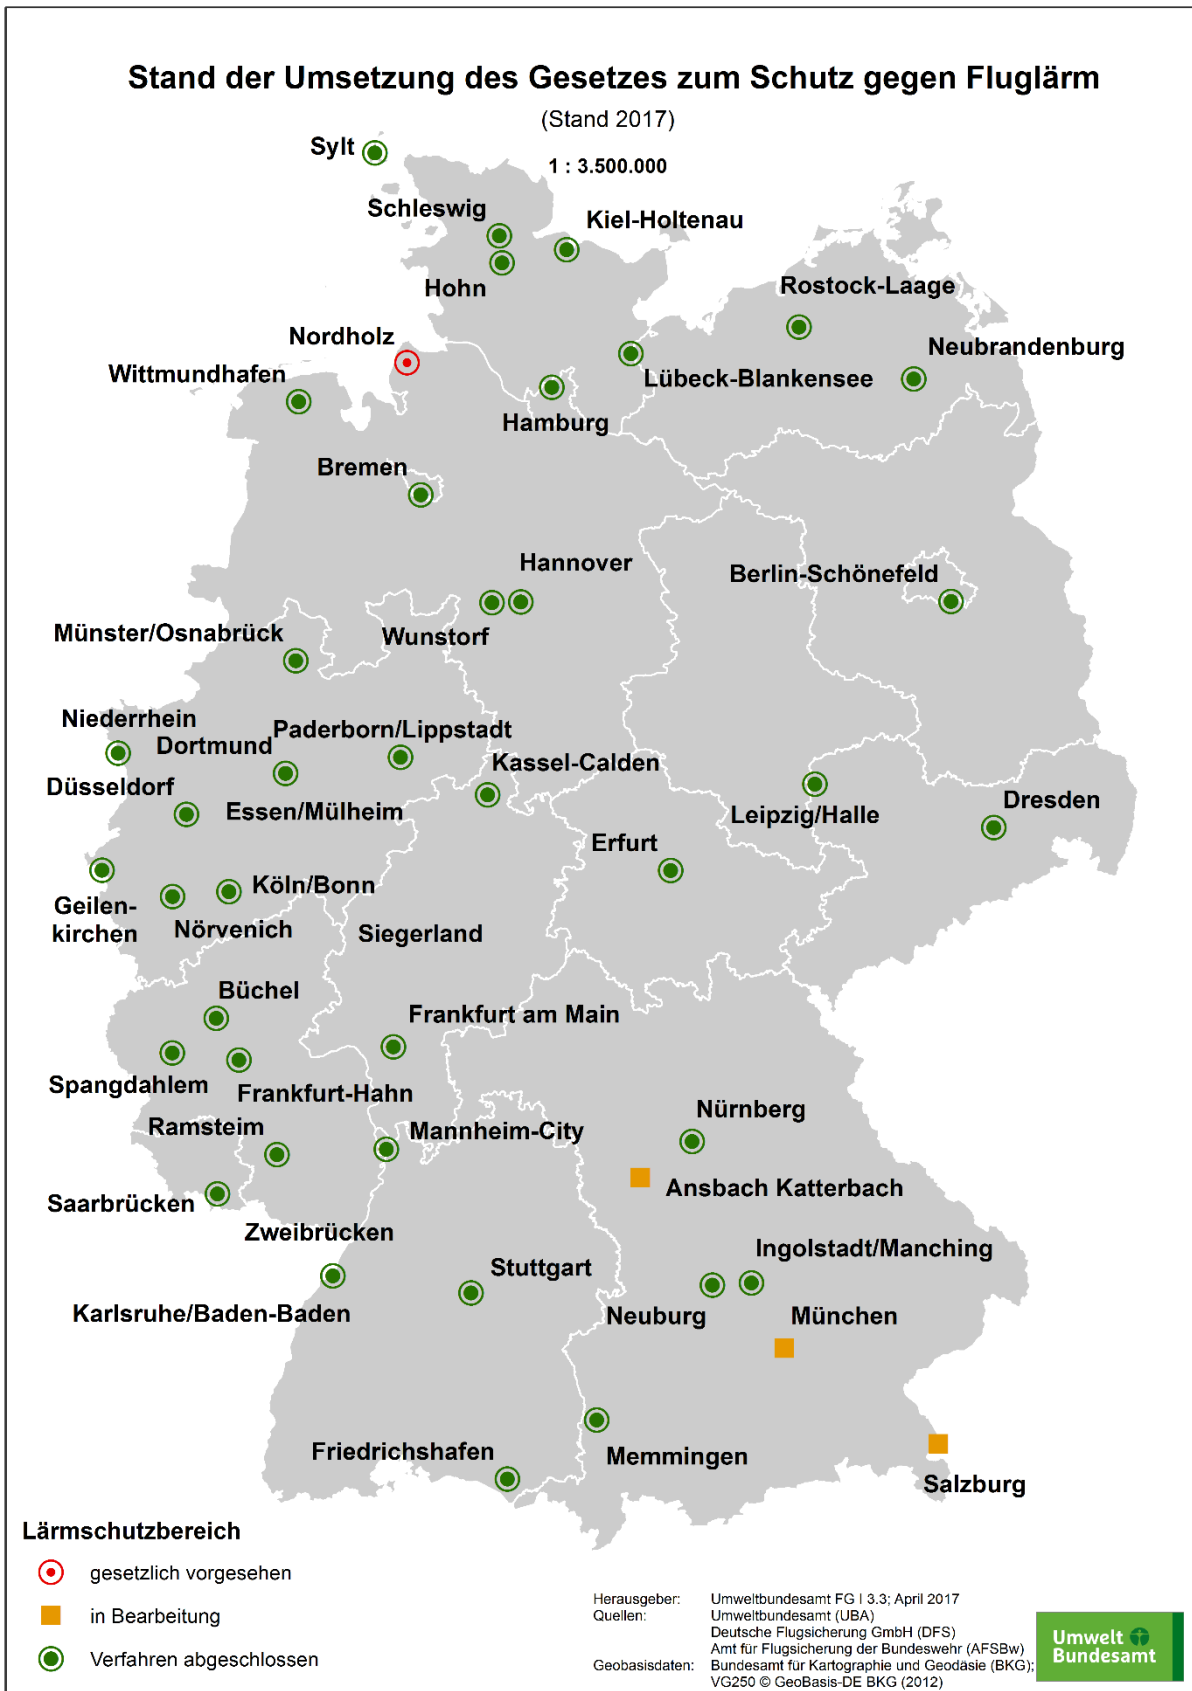 Stand der Umsetzung des Gesetzes zum Schutz gegen Fluglärm
(Stand 2017)
1 : 3.500.000
Sylt
Schleswig
Kiel-Holtenau
Hohn
Rostock-Laage
Nordholz
Neubrandenburg
Wittmundhafen
Lübeck-Blankensee
Hamburg
Bremen
Hannover
Berlin-Schönefeld
Münster/Osnabrück
Wunstorf
Niederrhein
Paderborn/Lippstadt
Dortmund
Kassel-Calden
Düsseldorf
Essen/Mülheim
Leipzig/Halle
Dresden
Erfurt
Köln/Bonn
Geilen-
kirchen
Nörvenich
Siegerland
Büchel
Frankfurt am Main
Spangdahlem
Frankfurt-Hahn
Nürnberg
Ramsteim
Mannheim-City
Ansbach Katterbach
Saarbrücken
Zweibrücken
Ingolstadt/Manching
Stuttgart
Karlsruhe/Baden-Baden
Neuburg
München
Friedrichshafen
Memmingen
Salzburg
Lärmschutzbereich
gesetzlich vorgesehen
in Bearbeitung
Verfahren abgeschlossen
Herausgeber: Umweltbundesamt FG I 3.3; April 2017
Quellen: Umweltbundesamt (UBA)
Deutsche Flugsicherung GmbH (DFS)
Amt für Flugsicherung der Bundeswehr (AFSBw)
Geobasisdaten: Bundesamt für Kartographie und Geodäsie (BKG);
VG250 © GeoBasis-DE BKG (2012)
Umwelt
Bundesamt